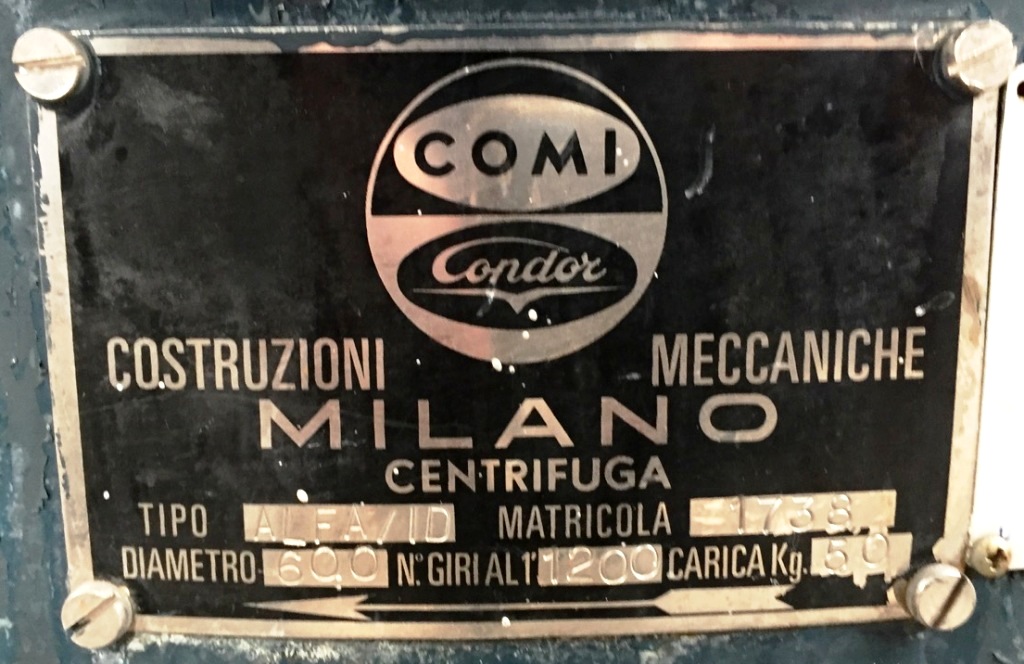 COMI
Condor
COSTRUZIONI MECCANICHE
MILANO
CENTRIFUGA
TIPO ALFA/ID MATRICOLA 1738
DIAMETRO 600 N.º GIRI AL 1' 1200 CARICA Kg. 50